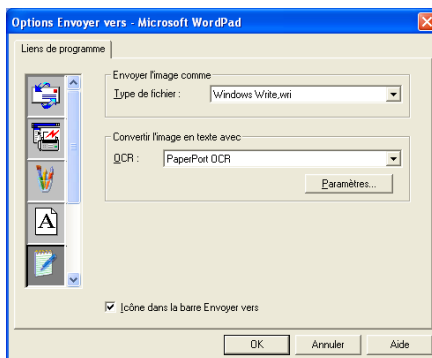 Options Envoyer vers - Microsoft WordPad
Liens de programme
Envoyer l'image comme
Type de fichier :
Windows Write,wri
Convertir l'image en texte avec
OCR :
PaperPort OCR
Paramètres...
A
Icône dans la barre Envoyer vers
OK
Annuler
Aide